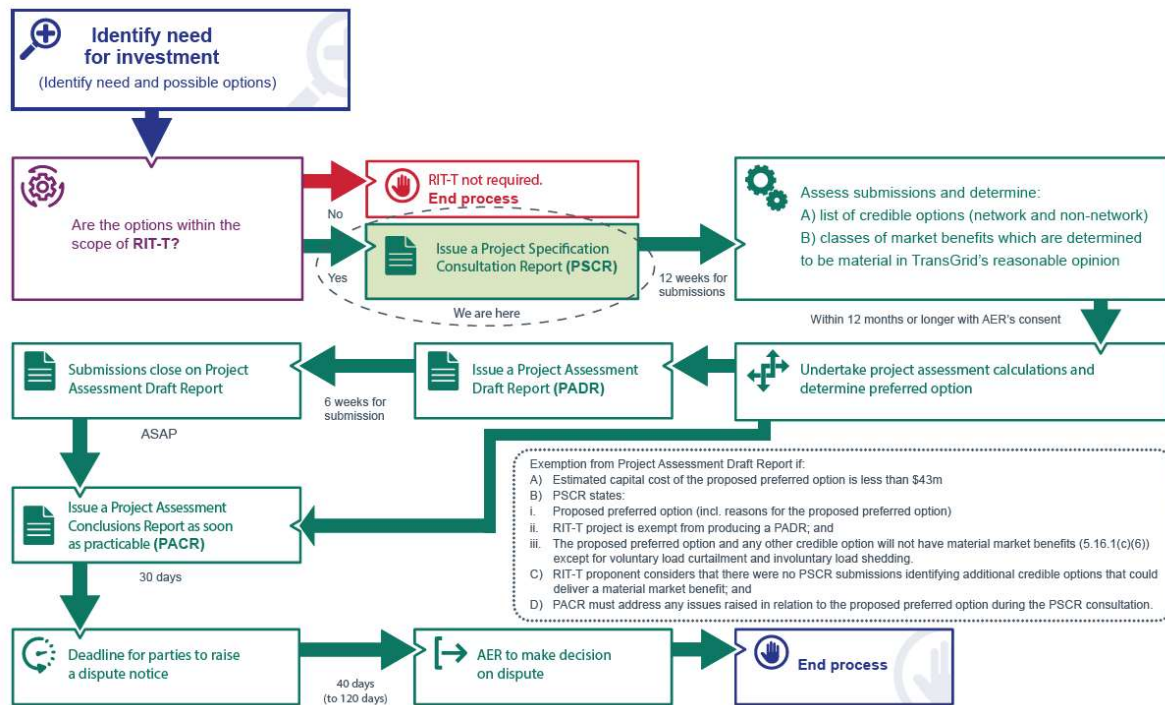 Identify need
for investment
(Identify need and possible options)
Are the options within the
scope of RIT-T?
No
Yes
RIT-T not required.
End process
Issue a Project Specification
Consultation Report (PSCR)
We are here
12 weeks for
submissions
Assess submissions and determine:
A) list of credible options (network and non-network)
B) classes of market benefits which are determined
to be material in TransGrid's reasonable opinion
Within 12 months or longer with AER's consent
Undertake project assessment calculations and
determine preferred option
Issue a Project Assessment
Draft Report (PADR)
6 weeks for
submission
Submissions close on Project
Assessment Draft Report
ASAP
Exemption from Project Assessment Draft Report if:
A) Estimated capital cost of the proposed preferred option is less than $43m
B) PSCR states:
i. Proposed preferred option (incl. reasons for the proposed preferred option)
ii. RIT-T project is exempt from producing a PADR; and
iii. The proposed preferred option and any other credible option will not have material market benefits (5.16.1(c)(6))
except for voluntary load curtailment and involuntary load shedding.
C) RIT-T proponent considers that there were no PSCR submissions identifying additional credible options that could
deliver a material market benefit; and
D) PACR must address any issues raised in relation to the proposed preferred option during the PSCR consultation.
Issue a Project Assessment
Conclusions Report as soon
as practicable (PACR)
30 days
Deadline for parties to raise
a dispute notice
40 days
(to 120 days)
AER to make decision
on dispute
End process